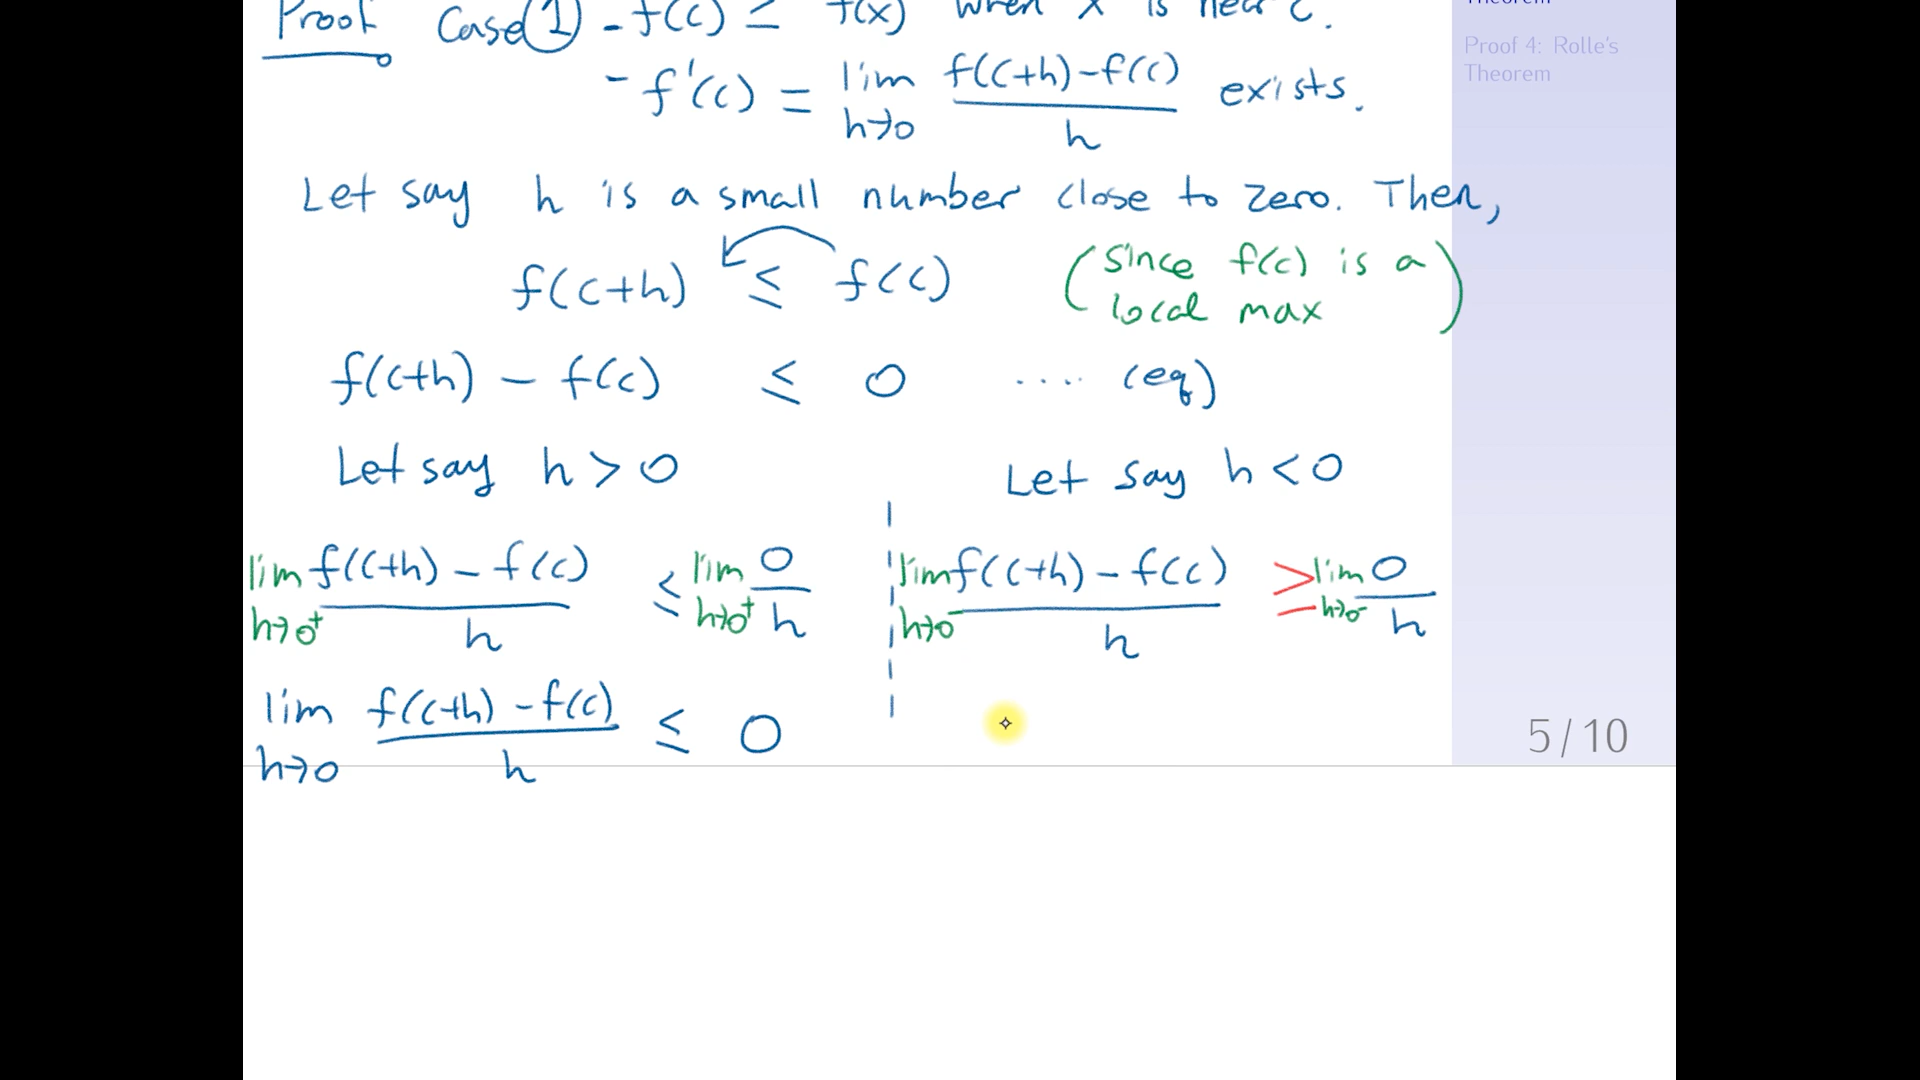 Proof Case ① - f(c) ≥ f(x) when x is near c.
- f'(c) = lim h→0 f(c+h)-f(c) / h exists.
Let say h is a small number close to zero. Then,
f(c+h) ≤ f(c) (since f(c) is a local max)
f(c+h) - f(c) ≤ 0 .... (eq)
Let say h > 0
lim h→0⁺ f(c+h) - f(c) / h ≤ lim h→0⁺ 0 / h
lim h→0 f(c+h) - f(c) / h ≤ 0
Let say h < 0
lim h→0⁻ f(c+h) - f(c) / h ≥ lim h→0⁻ 0 / h
Theorem
Proof 4: Rolle's
Theorem
5/10